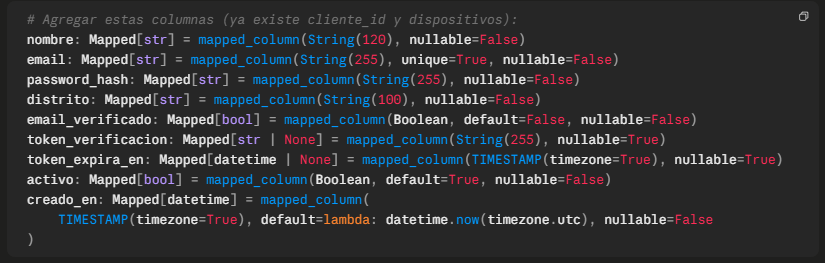 # Agregar estas columnas (ya existe cliente_id y dispositivos):
nombre: Mapped[str] = mapped_column(String(120), nullable=False)
email: Mapped[str] = mapped_column(String(255), unique=True, nullable=False)
password_hash: Mapped[str] = mapped_column(String(255), nullable=False)
distrito: Mapped[str] = mapped_column(String(100), nullable=False)
email_verificado: Mapped[bool] = mapped_column(Boolean, default=False, nullable=False)
token_verificacion: Mapped[str | None] = mapped_column(String(255), nullable=True)
token_expira_en: Mapped[datetime | None] = mapped_column(TIMESTAMP(timezone=True), nullable=True)
activo: Mapped[bool] = mapped_column(Boolean, default=True, nullable=False)
creado_en: Mapped[datetime] = mapped_column(
    TIMESTAMP(timezone=True), default=lambda: datetime.now(timezone.utc), nullable=False
)